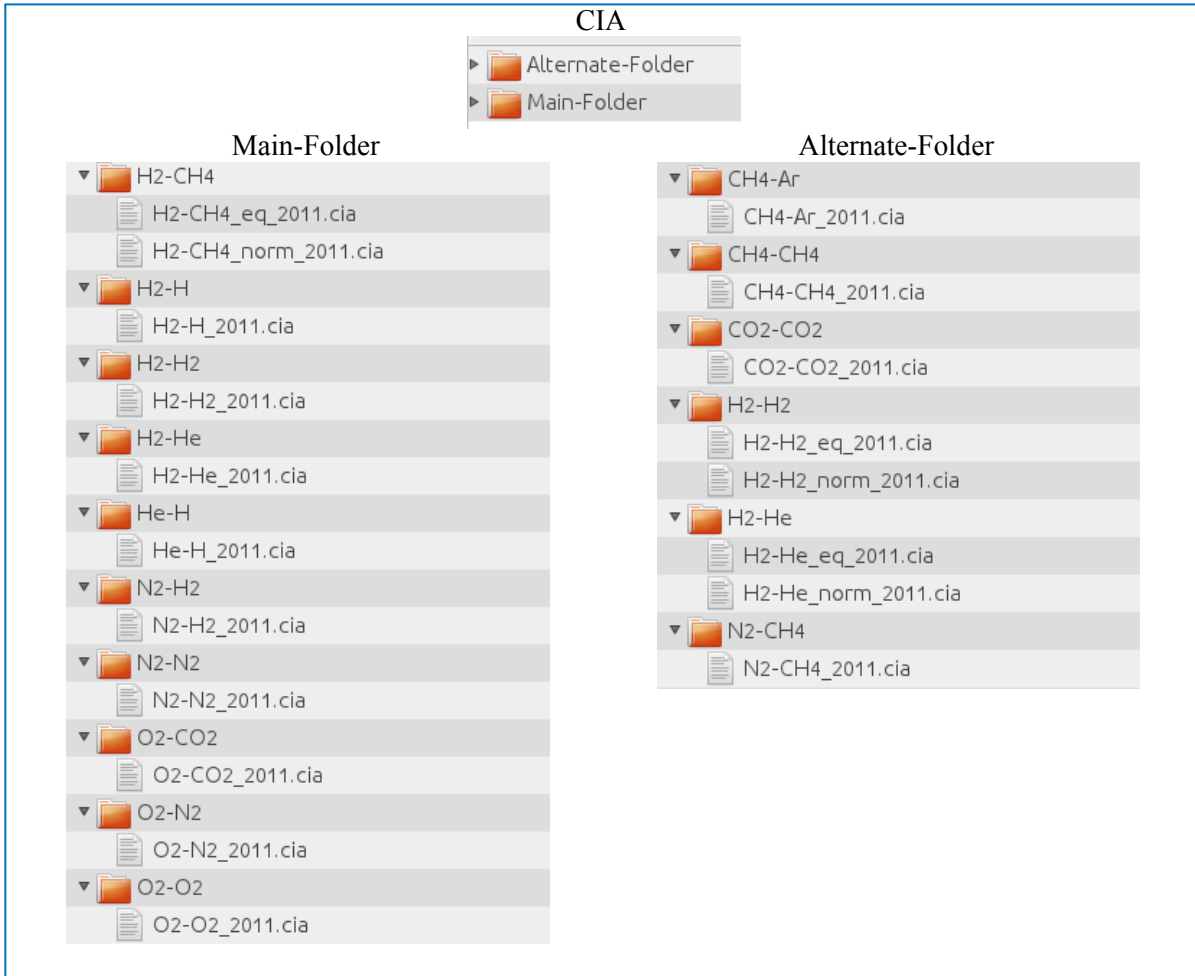 CIA
Alternate-Folder
Main-Folder
Main-Folder
H2-CH4
H2-CH4_eq_2011.cia
H2-CH4_norm_2011.cia
H2-H
H2-H_2011.cia
H2-H2
H2-H2_2011.cia
H2-He
H2-He_2011.cia
He-H
He-H_2011.cia
N2-H2
N2-H2_2011.cia
N2-N2
N2-N2_2011.cia
O2-CO2
O2-CO2_2011.cia
O2-N2
O2-N2_2011.cia
O2-O2
O2-O2_2011.cia
Alternate-Folder
CH4-Ar
CH4-Ar_2011.cia
CH4-CH4
CH4-CH4_2011.cia
CO2-CO2
CO2-CO2_2011.cia
H2-H2
H2-H2_eq_2011.cia
H2-H2_norm_2011.cia
H2-He
H2-He_eq_2011.cia
H2-He_norm_2011.cia
N2-CH4
N2-CH4_2011.cia